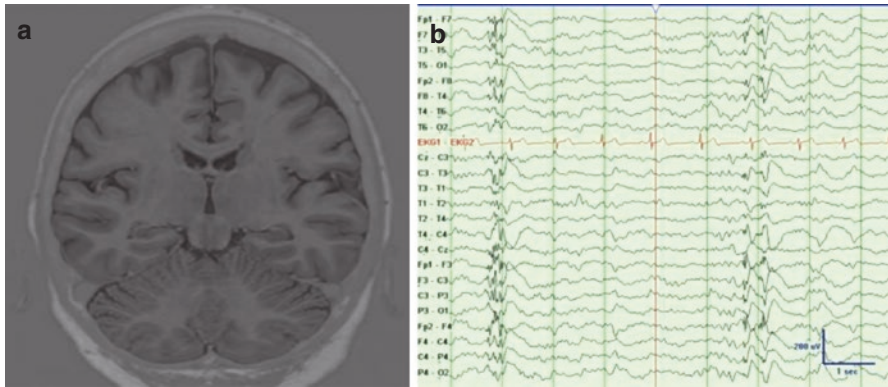 a
b
Fp1 - F7
F7 - T3
T3 - T5
T5 - O1
Fp2 - F8
F8 - T4
T4 - T6
T6 - O2
EKG1 - EKG2
Cz - C3
C3 - T3
T3 - T1
T1 - T2
T2 - T4
T4 - C4
C4 - Cz
Fp1 - F3
F3 - C3
C3 - P3
P3 - O1
Fp2 - F4
F4 - C4
C4 - P4
P4 - O2
200 uV
1 sec